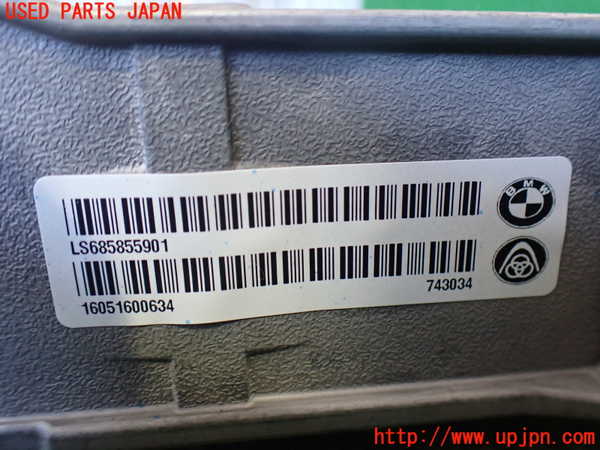 USED PARTS JAPAN
BMW
LS685855901
16051600634
743034
http://www.upjpn.com